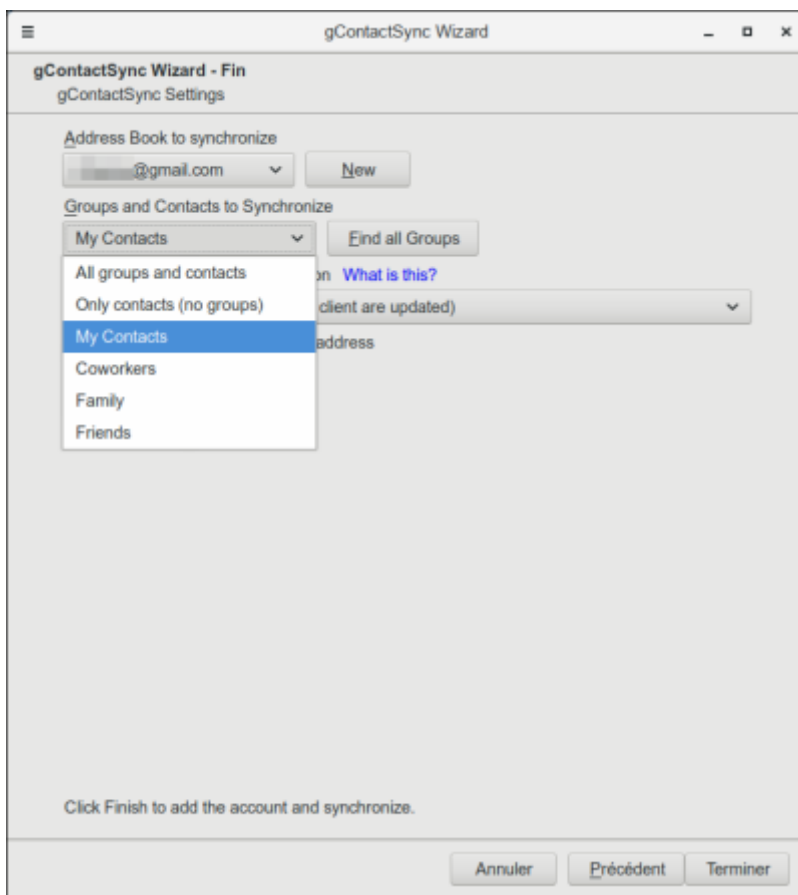 gContactSync Wizard
gContactSync Wizard - Fin
gContactSync Settings
Address Book to synchronize
@gmail.com New
Groups and Contacts to Synchronize
My Contacts Find all Groups
All groups and contacts
on What is this?
Only contacts (no groups)
client are updated)
My Contacts
address
Coworkers
Family
Friends
Click Finish to add the account and synchronize.
Annuler Précédent Terminer